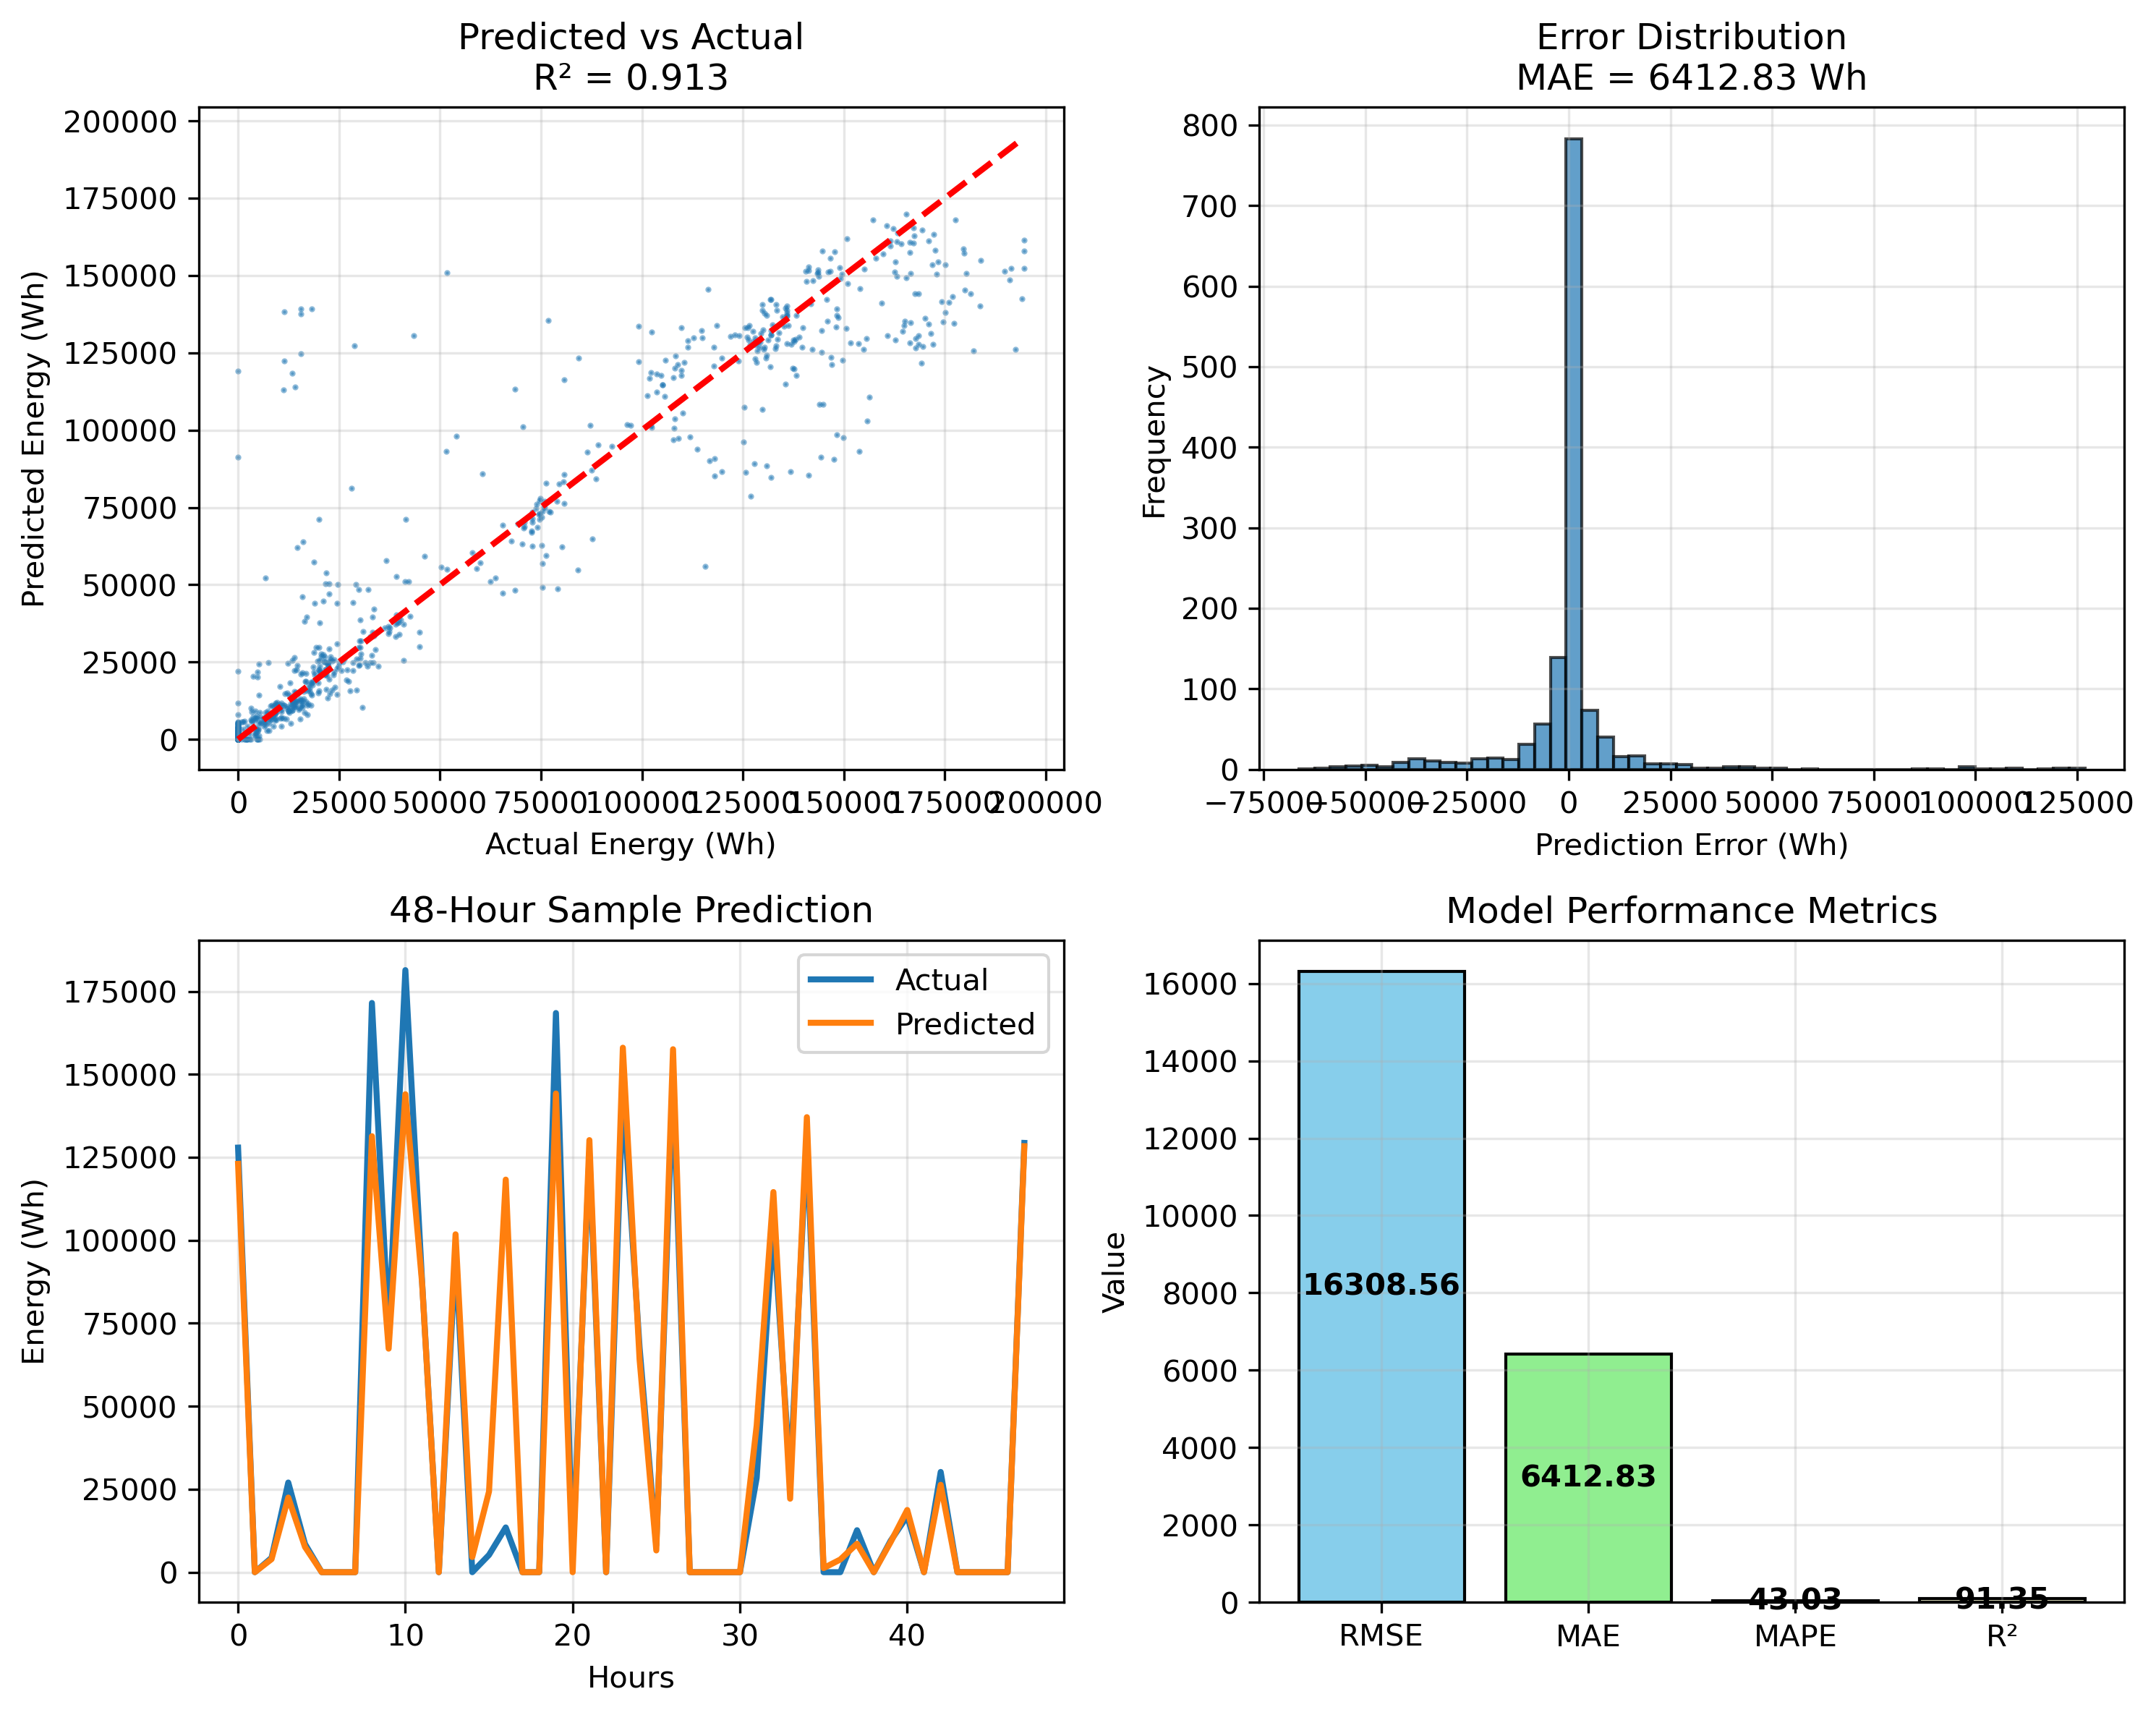 Predicted vs Actual
R² = 0.913
200000
175000
150000
125000
100000
75000
50000
25000
0
Predicted Energy (Wh)
0 25000 50000 75000 100000 125000 150000 175000 200000
Actual Energy (Wh)
Error Distribution
MAE = 6412.83 Wh
800
700
600
500
400
300
200
100
0
Frequency
−75000 −50000 −25000 0 25000 50000 75000 100000 125000
Prediction Error (Wh)
48-Hour Sample Prediction
Actual
Predicted
175000
150000
125000
100000
75000
50000
25000
0
Energy (Wh)
0 10 20 30 40
Hours
Model Performance Metrics
16000
14000
12000
10000
8000
6000
4000
2000
0
Value
16308.56
6412.83
43.03
91.35
RMSE MAE MAPE R²